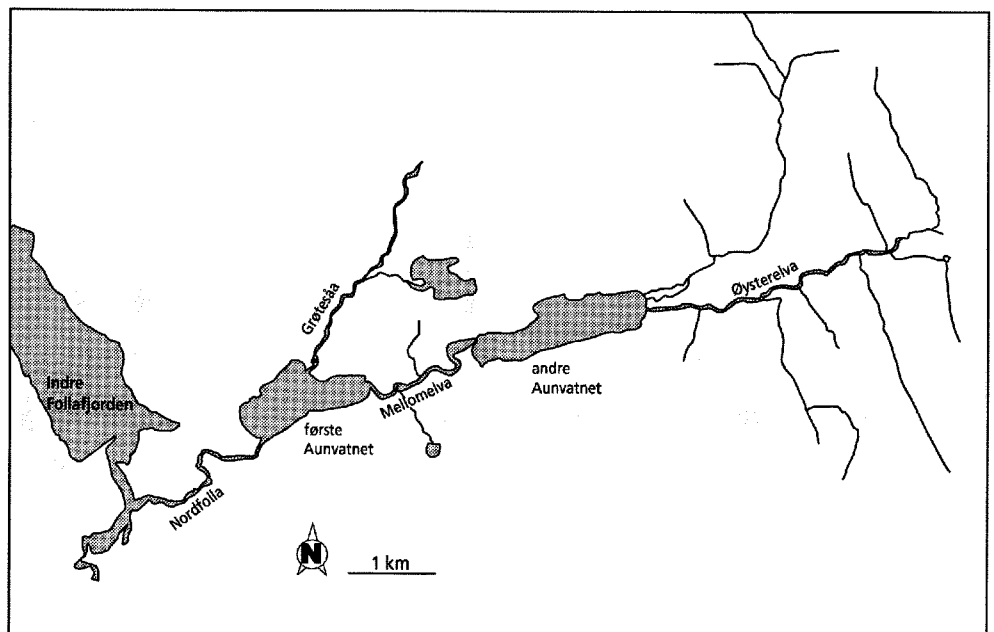 Øysterelva
Grøtesåa
Indre
Follafjorden
Mellomelva
andre
Aunvatnet
første
Aunvatnet
Nordfolla
N
1 km